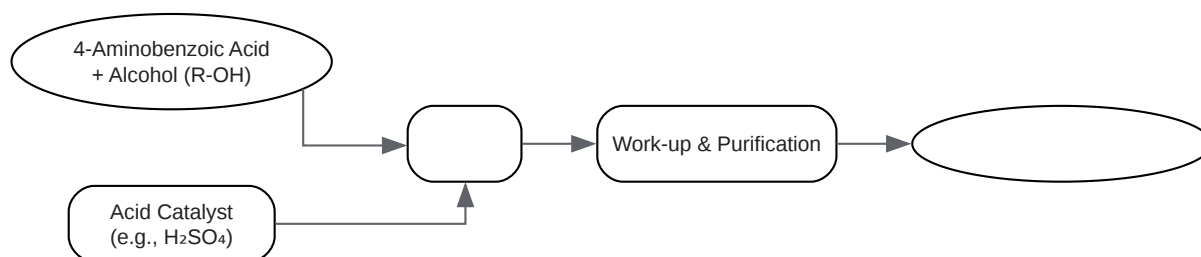 4-Aminobenzoic Acid
+ Alcohol (R-OH)
Work-up & Purification
Acid Catalyst
(e.g., H₂SO₄)